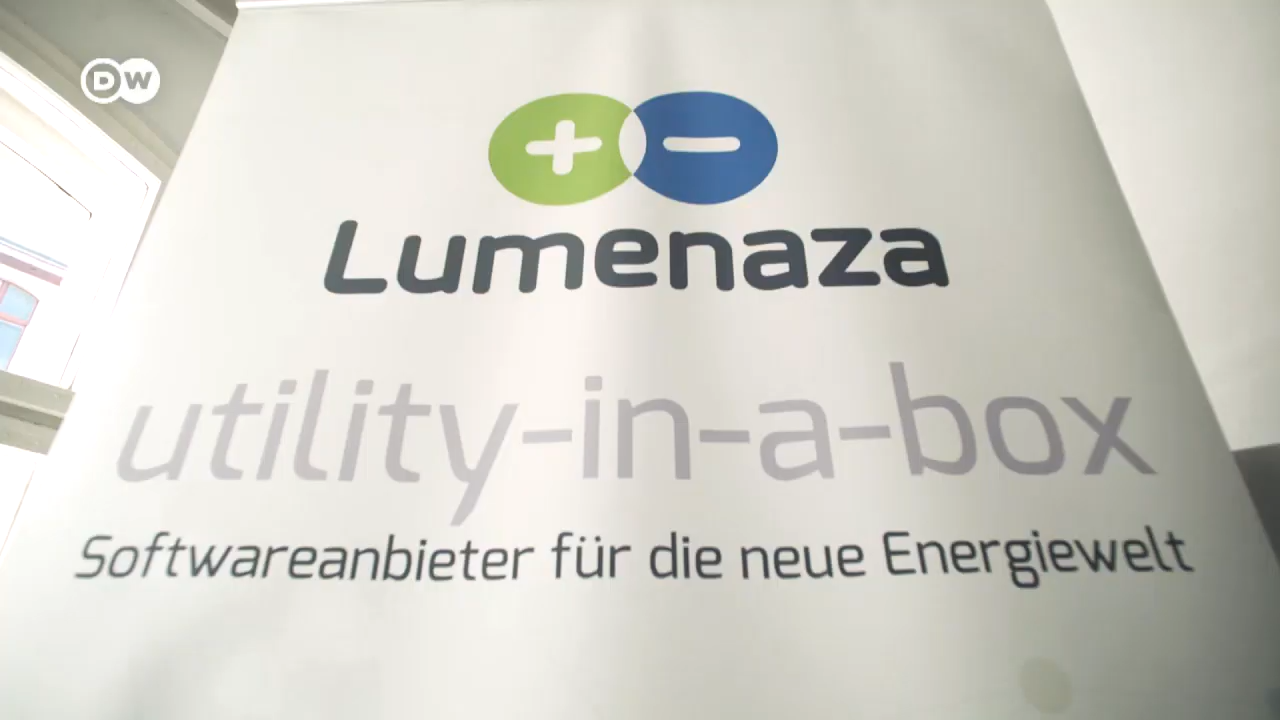 DW
+ -
Lumenaza
utility-in-a-box
Softwareanbieter für die neue Energiewelt